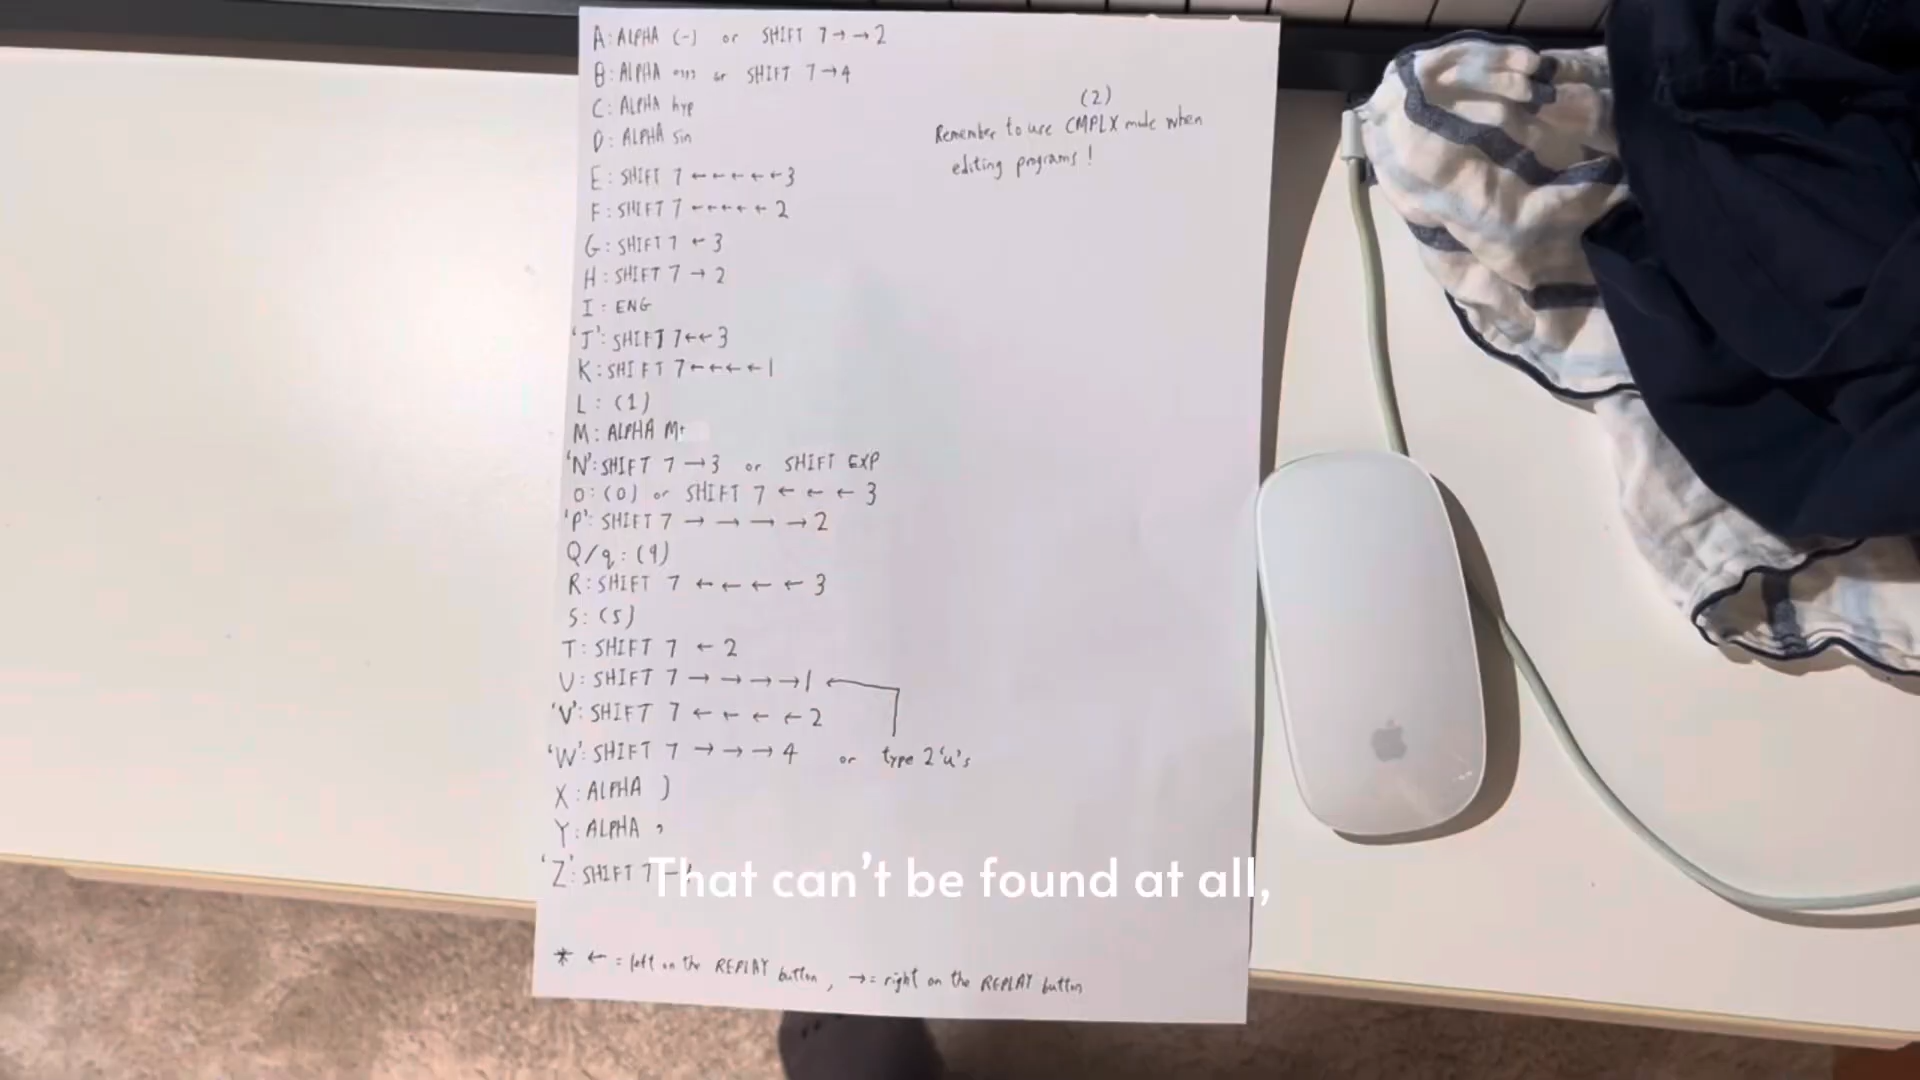 A: ALPHA (-) or SHIFT 7 → → 2
B: ALPHA °''' or SHIFT 7 → 4
C: ALPHA hyp
D: ALPHA sin
E: SHIFT 7 ← ← ← ← ← 3
F: SHIFT 7 ← ← ← ← ← 2
G: SHIFT 7 ← 3
H: SHIFT 7 → 2
I: ENG
'J': SHIFT 7 ← ← 3
K: SHIFT 7 ← ← ← ← 1
L: (1)
M: ALPHA M+
'N': SHIFT 7 → 3 or SHIFT EXP
O: (0) or SHIFT 7 ← ← ← 3
'P': SHIFT 7 → → → → 2
Q/q: (9)
R: SHIFT 7 ← ← ← ← 3
S: (5)
T: SHIFT 7 ← 2
U: SHIFT 7 → → → → 1 ←
'V': SHIFT 7 ← ← ← ← 2
'W': SHIFT 7 → → → 4 or type 2 'u's
X: ALPHA )
Y: ALPHA ,
'Z': SHIFT 7
(2)
Remember to use CMPLX mode when
editing programs!
That can't be found at all,
* ← = left on the REPLAY button, → = right on the REPLAY button